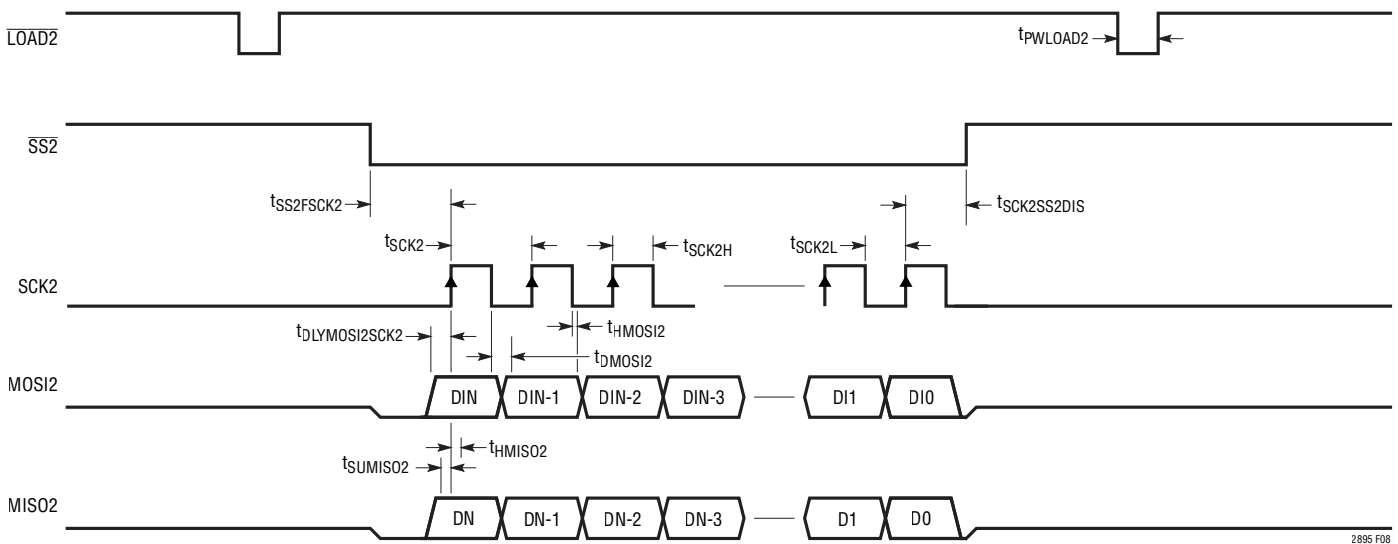 LOAD2
tPWLOAD2
SS2
tSS2FSCK2
tSCK2SS2DIS
tSCK2
tSCK2H
tSCK2L
SCK2
tDLYMOSI2SCK2
tHMOSI2
tDMOSI2
MOSI2
DIN DIN-1 DIN-2 DIN-3 DI1 DI0
tHMISO2
tSUMISO2
MISO2
DN DN-1 DN-2 DN-3 D1 D0
2895 F08